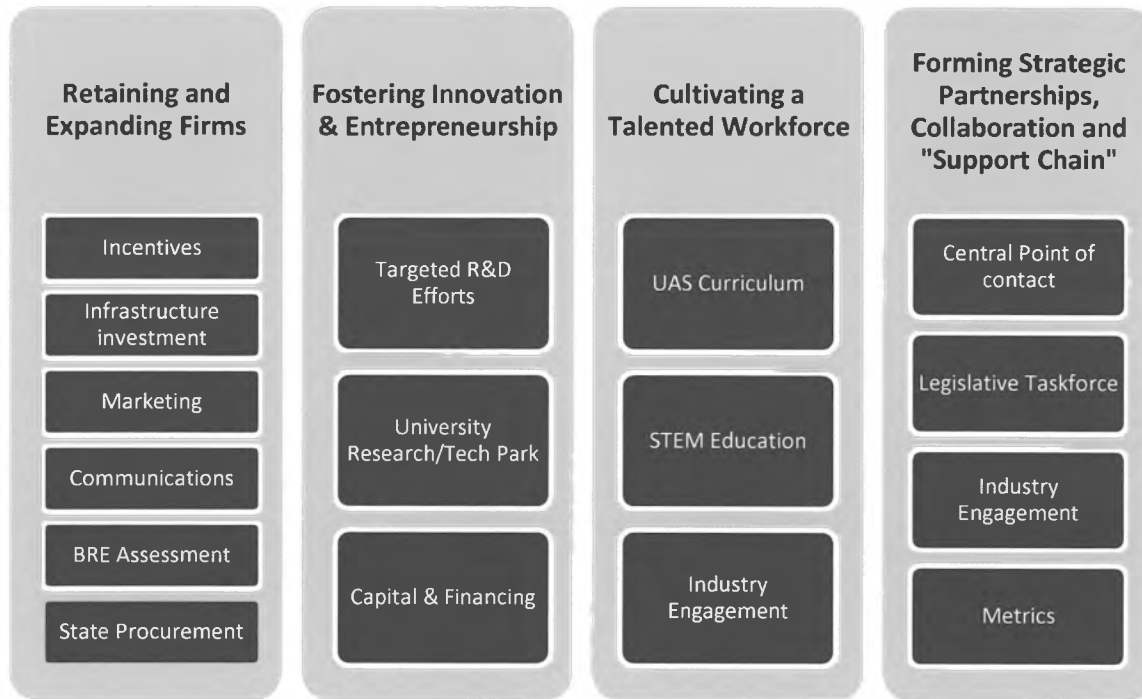 Retaining and
Expanding Firms
Incentives
Infrastructure
investment
Marketing
Communications
BRE Assessment
State Procurement
Fostering Innovation
& Entrepreneurship
Targeted R&D
Efforts
University
Research/Tech Park
Capital & Financing
Cultivating a
Talented Workforce
UAS Curriculum
STEM Education
Industry
Engagement
Forming Strategic
Partnerships,
Collaboration and
"Support Chain"
Central Point of
contact
Legislative Taskforce
Industry
Engagement
Metrics